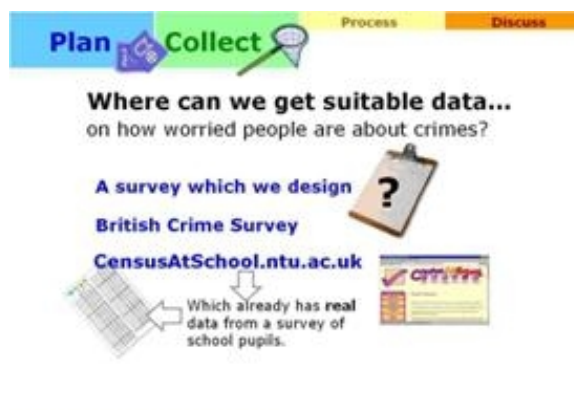 Plan
Collect
Process
Discuss
Where can we get suitable data...
on how worried people are about crimes?
A survey which we design
?
British Crime Survey
CensusAtSchool.ntu.ac.uk
Which already has real
data from a survey of
school pupils.